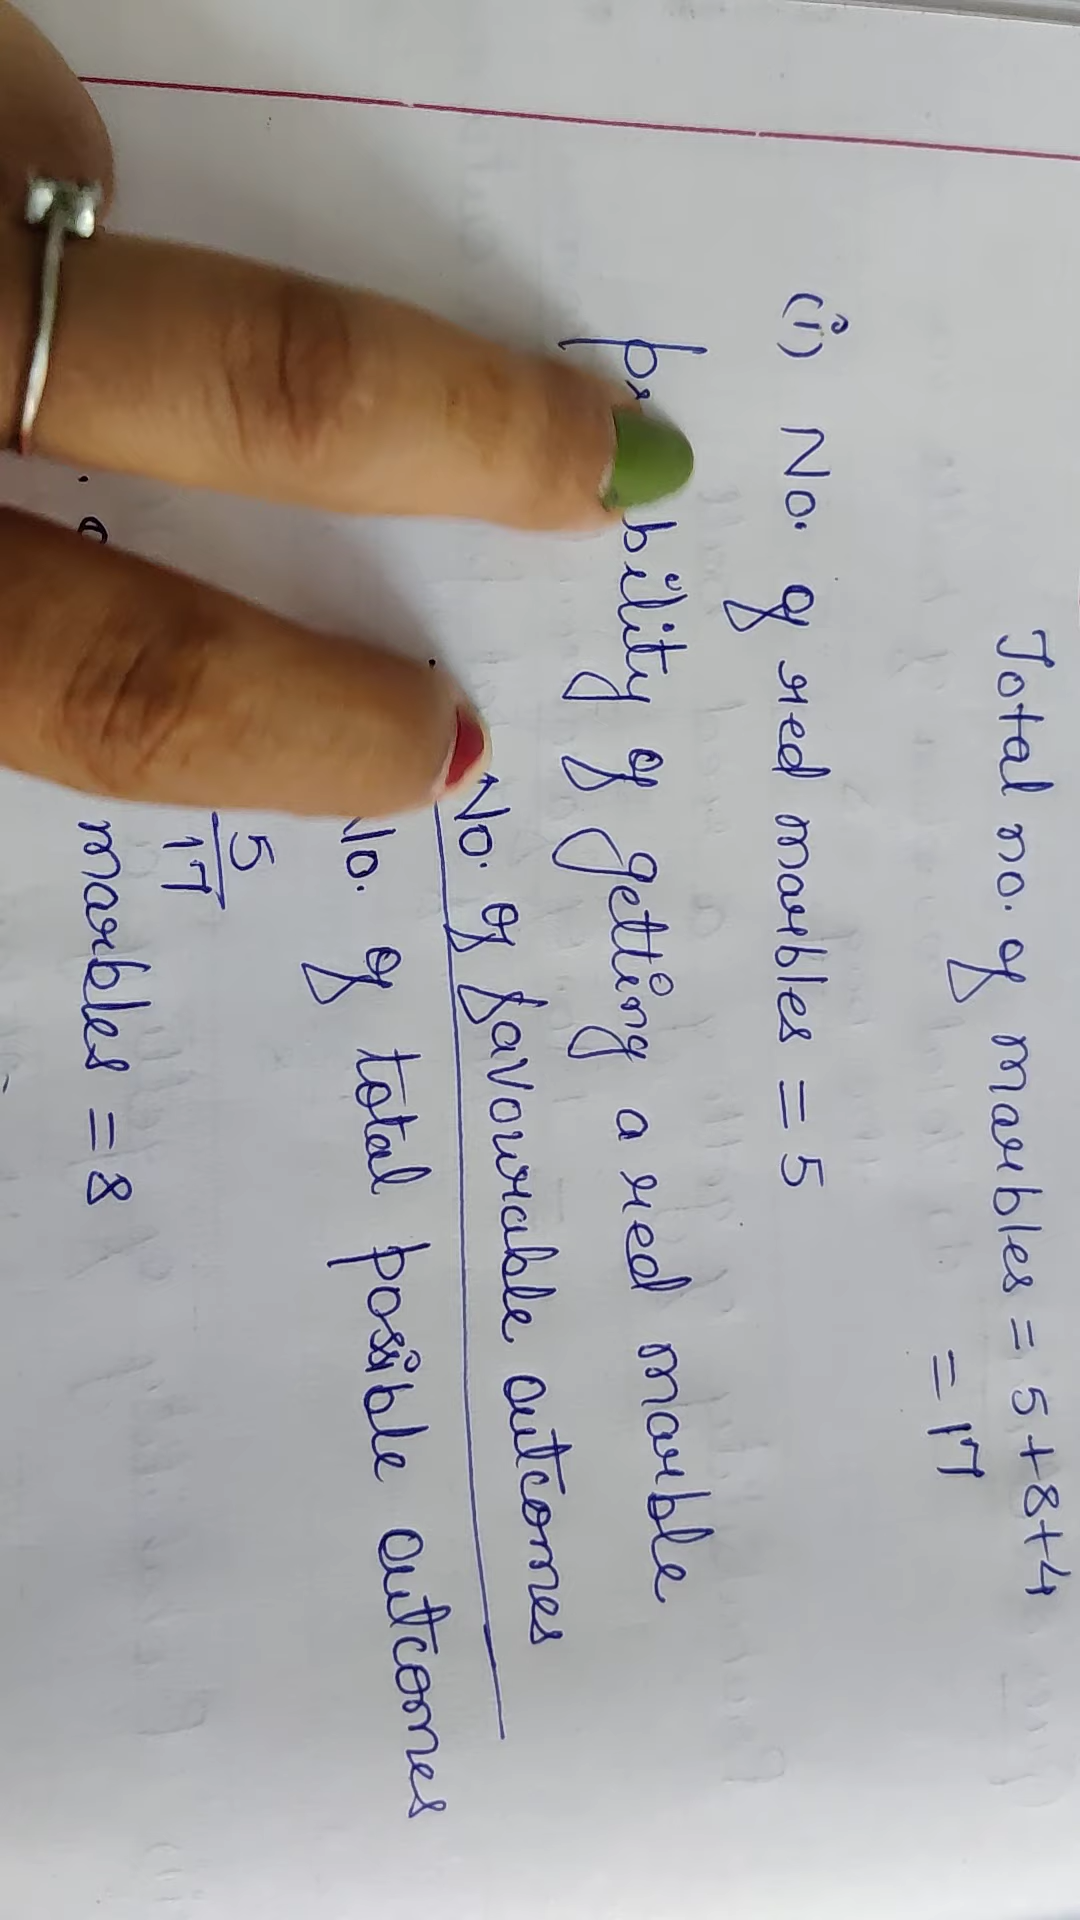 Total no. of marbles = 5+8+4
= 17
(i) No. of red marbles = 5
of getting a red marble
No. of favourable outcomes
No. of total possible outcomes
5
17
marbles = 8